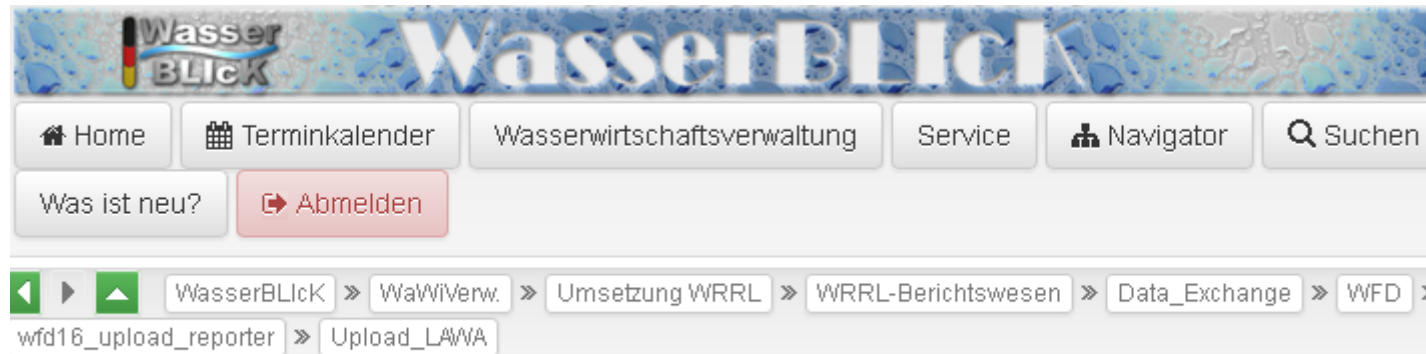 Wasser
BLIcK
WasserBLIcK
Home Terminkalender Wasserwirtschaftsverwaltung Service Navigator Suchen
Was ist neu? Abmelden
WasserBLIcK » WaWiVerw. » Umsetzung WRRL » WRRL-Berichtswesen » Data_Exchange » WFD »
wfd16_upload_reporter » Upload_LAWA